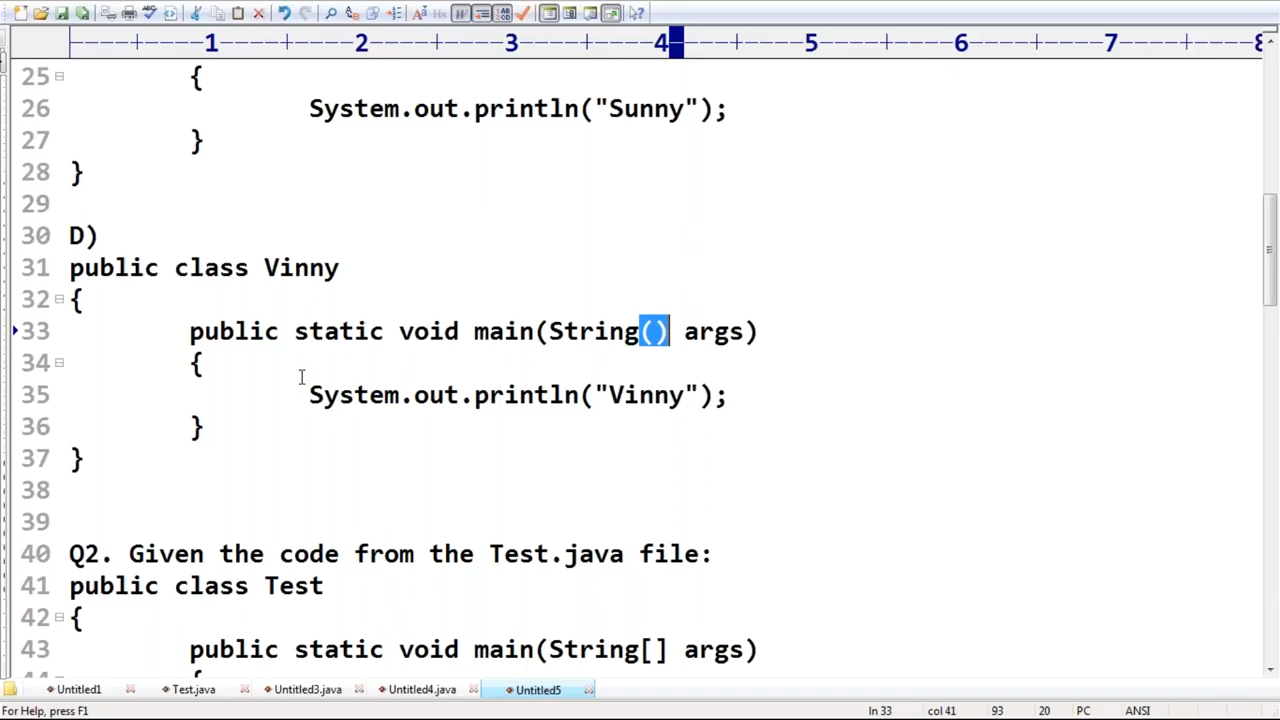 1 2 3 4 5 6 7 8
25 {
26 System.out.println("Sunny");
27 }
28 }
29
30 D)
31 public class Vinny
32 {
33 public static void main(String() args)
34 {
35 System.out.println("Vinny");
36 }
37 }
38
39
40 Q2. Given the code from the Test.java file:
41 public class Test
42 {
43 public static void main(String[] args)
44 {
Untitled1 Test.java Untitled3.java Untitled4.java Untitled5
For Help, press F1 ln 33 col 41 93 20 PC ANSI